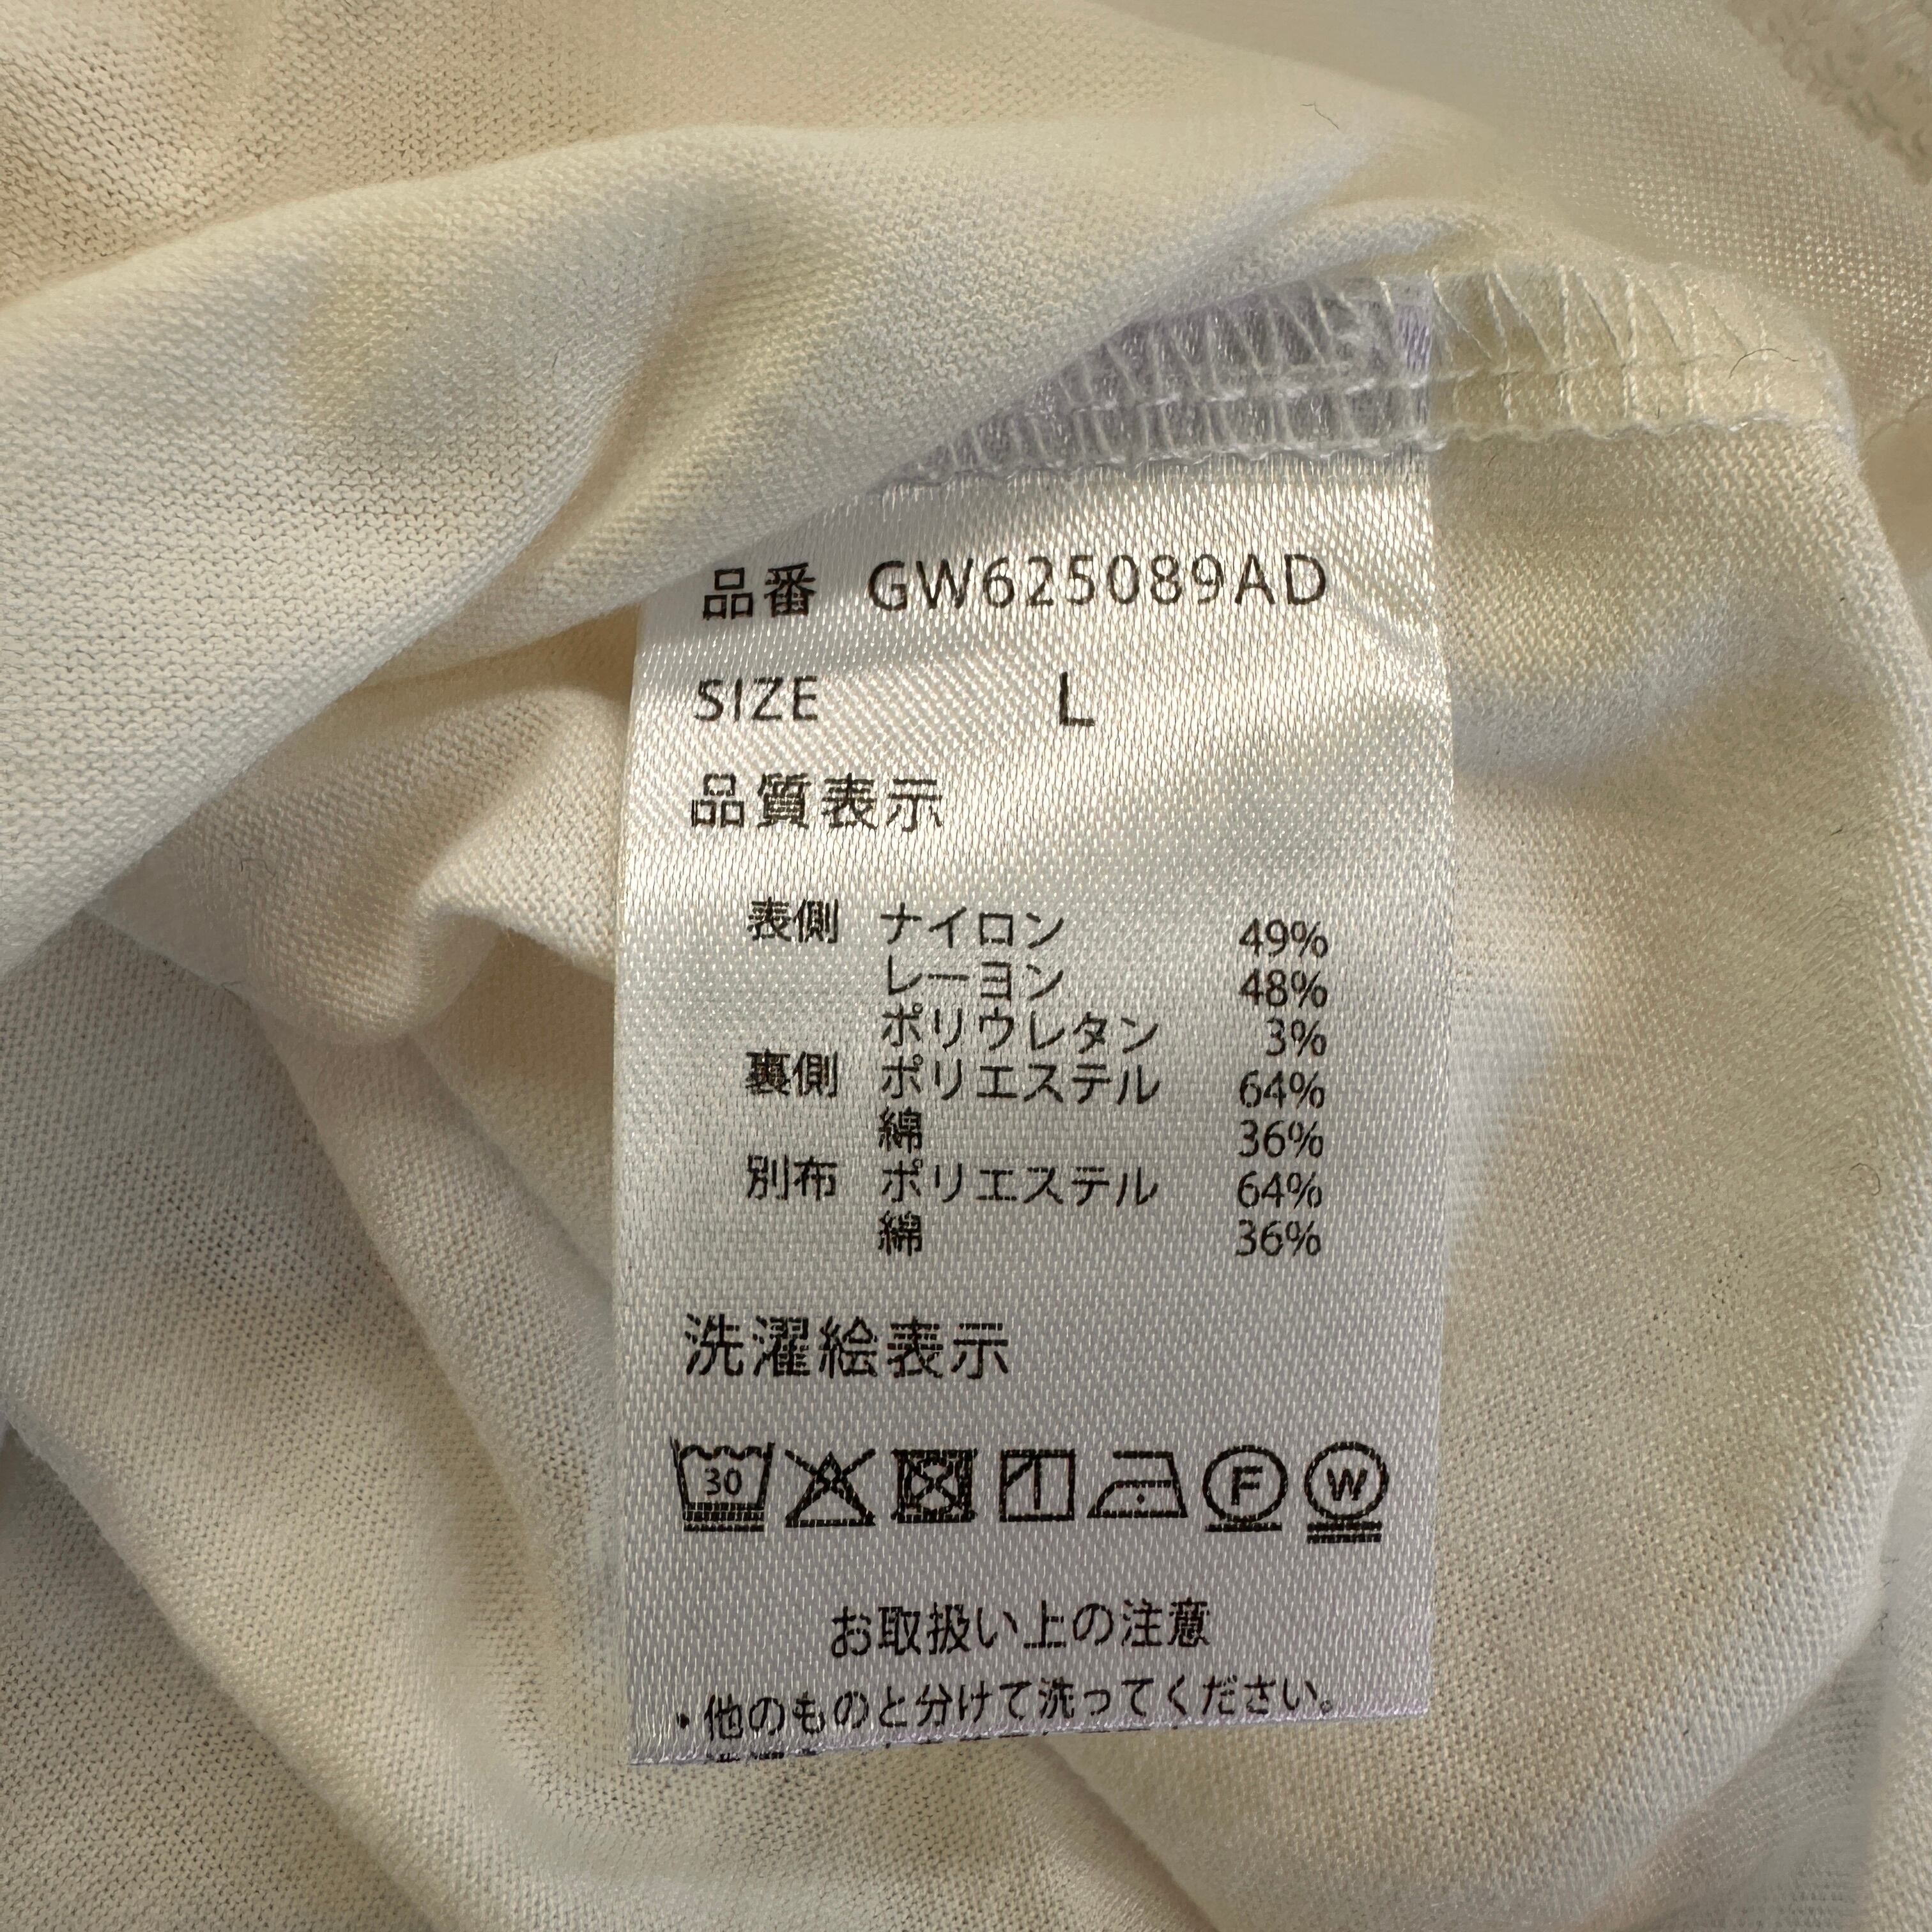 品番 GW625089AD
SIZE L
品質表示
表側 ナイロン 49%
レーヨン 48%
ポリウレタン 3%
裏側 ポリエステル 64%
綿 36%
別布 ポリエステル 64%
綿 36%
洗濯絵表示
30 F W
お取扱い上の注意
・他のものと分けて洗ってください。